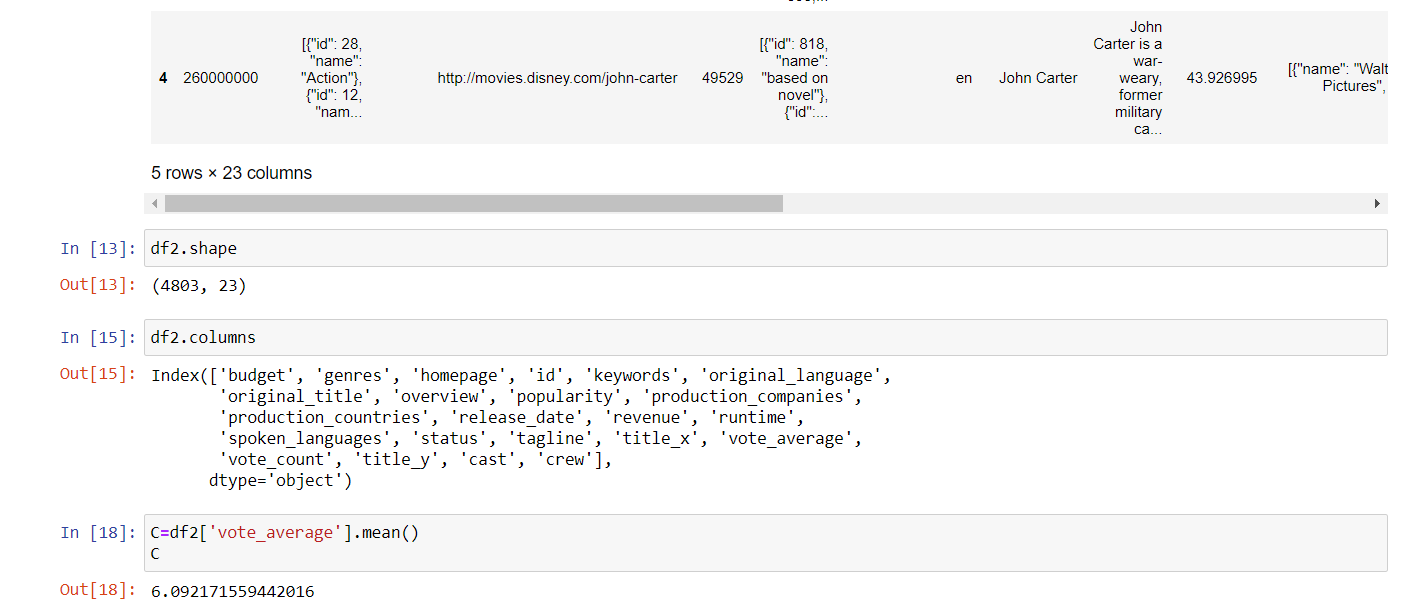 4 260000000 [{"id": 28, "name": "Action"}, {"id": 12, "nam... http://movies.disney.com/john-carter 49529 [{"id": 818, "name": "based on novel"}, {"id":... en John Carter John Carter is a war-weary, former military ca... 43.926995 [{"name": "Walt Pictures",
5 rows × 23 columns
In [13]: df2.shape
Out[13]: (4803, 23)
In [15]: df2.columns
Out[15]: Index(['budget', 'genres', 'homepage', 'id', 'keywords', 'original_language',
'original_title', 'overview', 'popularity', 'production_companies',
'production_countries', 'release_date', 'revenue', 'runtime',
'spoken_languages', 'status', 'tagline', 'title_x', 'vote_average',
'vote_count', 'title_y', 'cast', 'crew'],
dtype='object')
In [18]: C=df2['vote_average'].mean()
C
Out[18]: 6.092171559442016